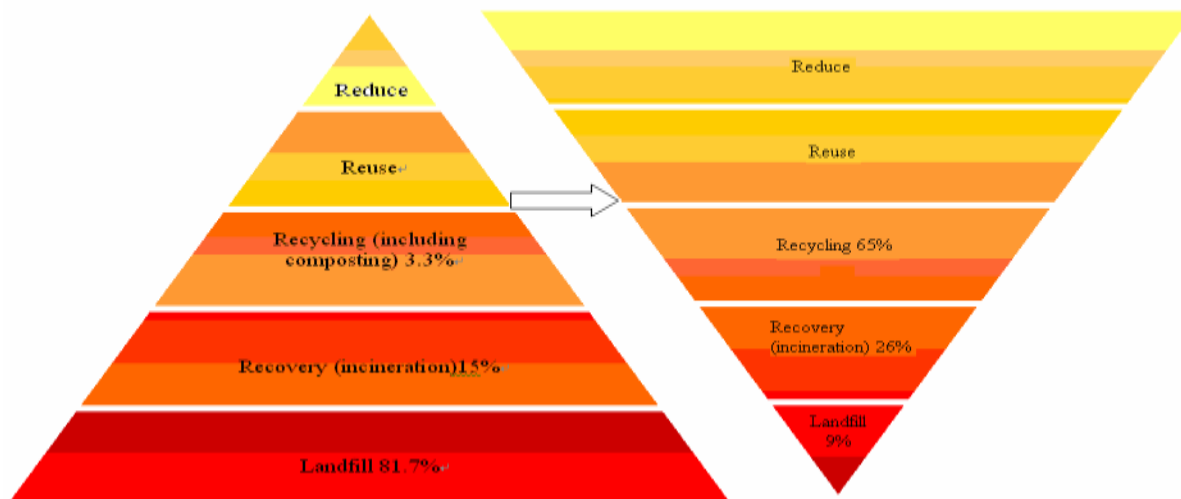 Reduce
Reuse
Recycling (including
composting) 3.3%
Recovery (incineration)15%
Landfill 81.7%
Reduce
Reuse
Recycling 65%
Recovery
(incineration) 26%
Landfill
9%